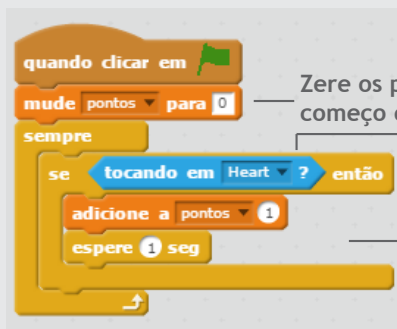 quando clicar em
mude pontos para 0
Zere os
começo
sempre
se tocando em Heart ? então
adicione a pontos 1
espere 1 seg